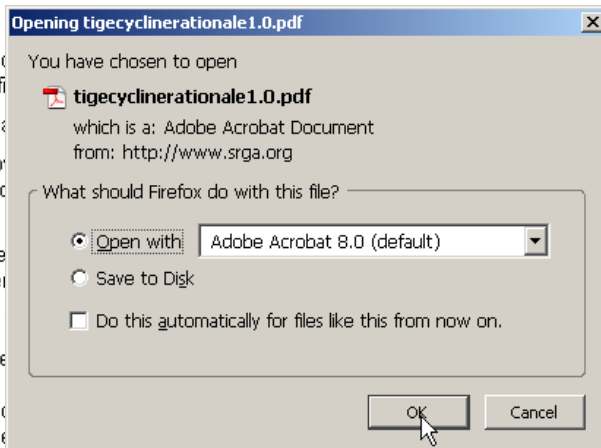 Opening tigecyclinerationale1.0.pdf
You have chosen to open
tigecyclinerationale1.0.pdf
which is a: Adobe Acrobat Document
from: http://www.srga.org
What should Firefox do with this file?
Open with Adobe Acrobat 8.0 (default)
Save to Disk
Do this automatically for files like this from now on.
OK Cancel